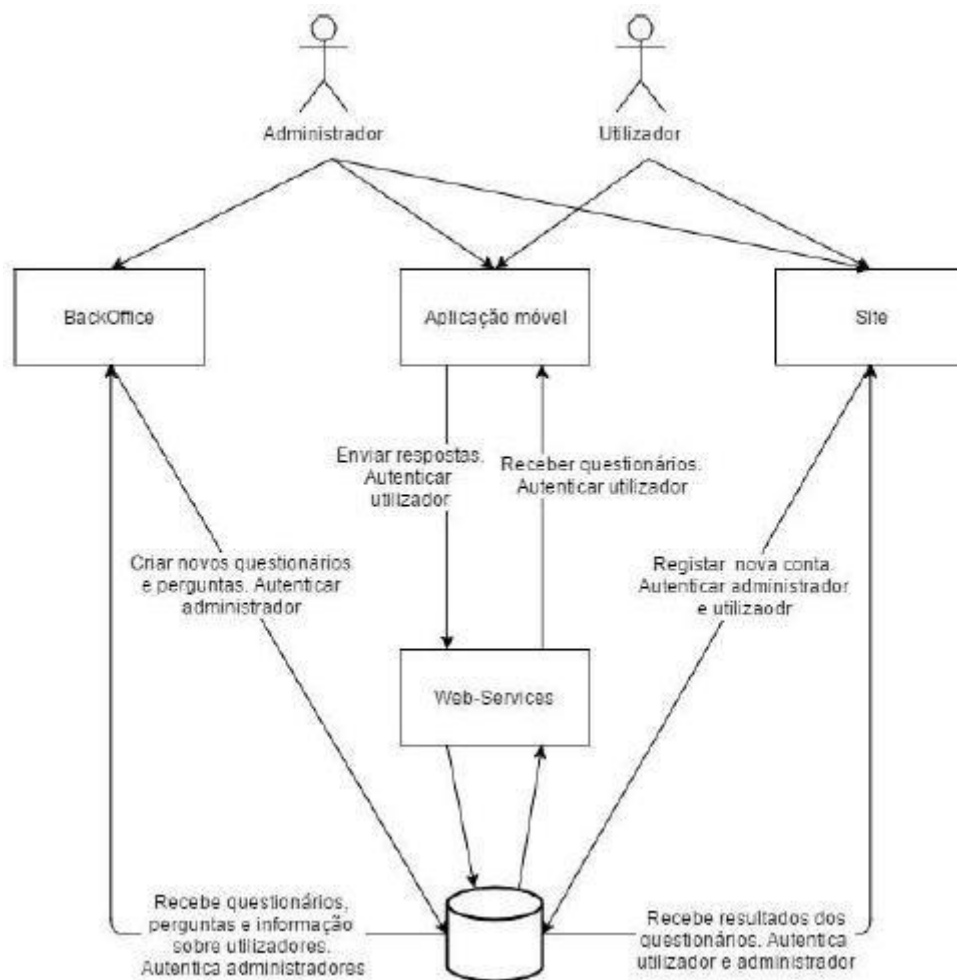 Administrador
Utilizador
BackOffice
Aplicação móvel
Site
Enviar respostas.
Autenticar
utilizador
Receber questionários.
Autenticar utilizador
Criar novos questionários
e perguntas. Autenticar
administrador
Registar nova conta.
Autenticar administrador
e utilizaodr
Web-Services
Recebe questionários,
perguntas e informação
sobre utilizadores.
Autentica administradores
Recebe resultados dos
questionários. Autentica
utilizador e administrador